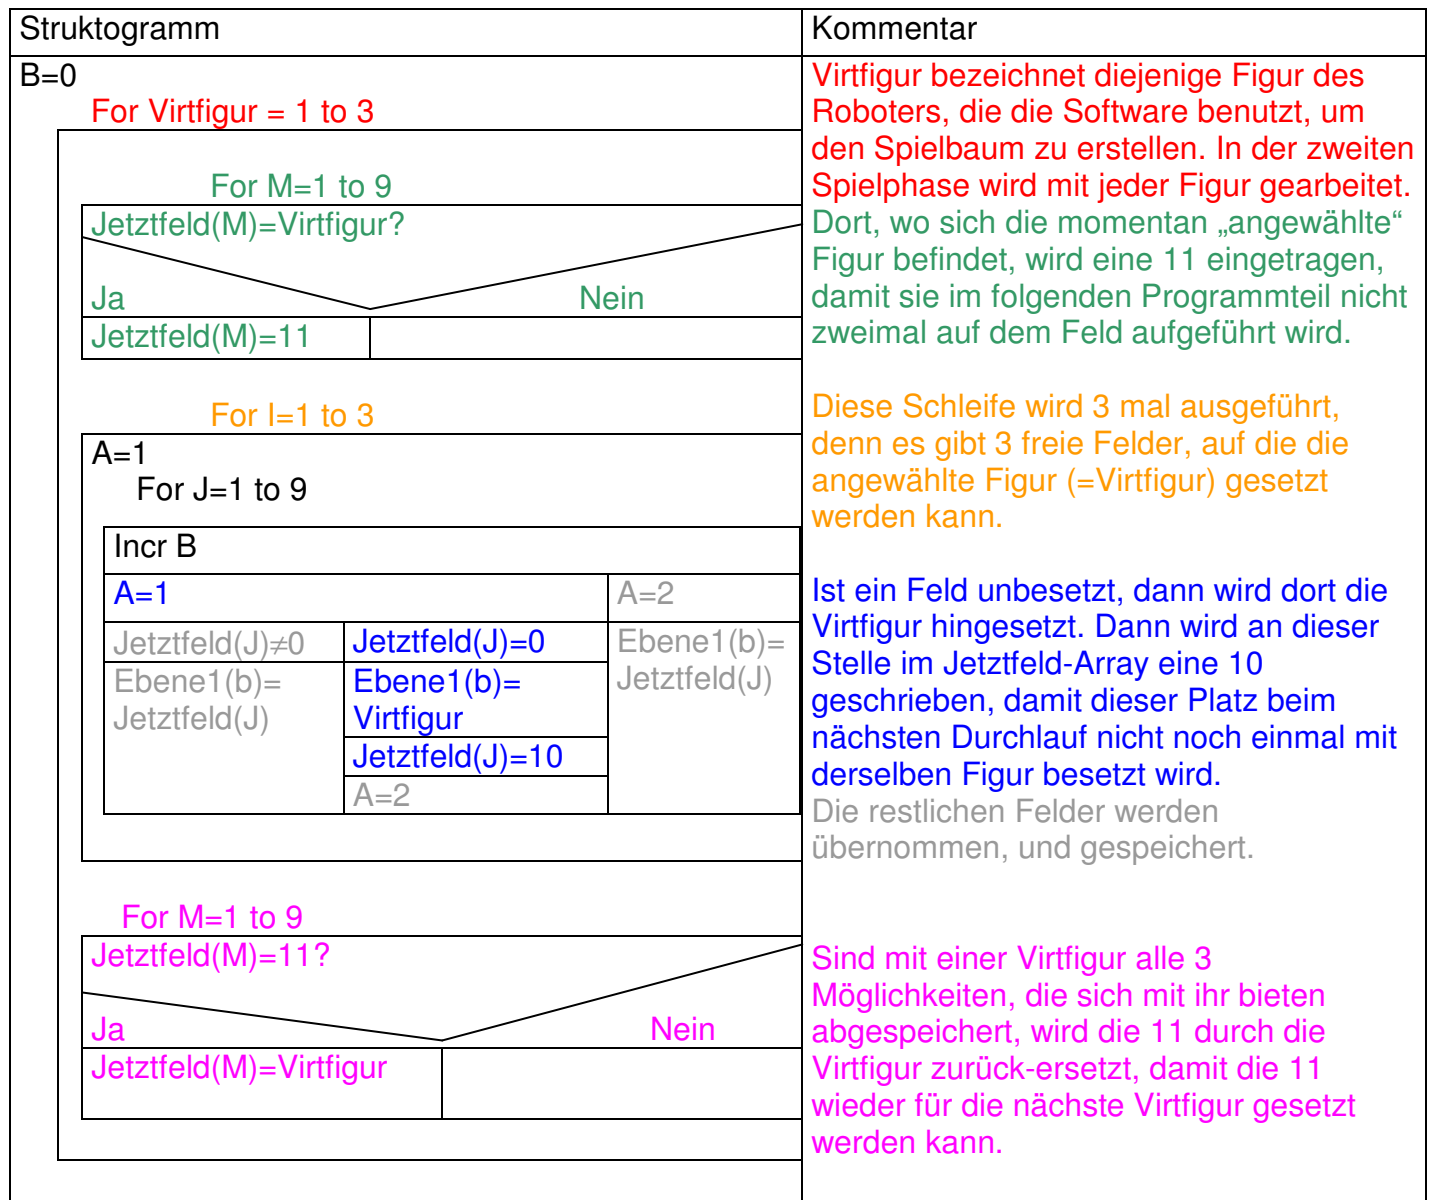 Struktogramm
Kommentar
B=0
For Virtfigur = 1 to 3
For M=1 to 9
Jetztfeld(M)=Virtfigur?
Ja
Nein
Jetztfeld(M)=11
For I=1 to 3
A=1
For J=1 to 9
Incr B
A=1
A=2
Jetztfeld(J)≠0
Jetztfeld(J)=0
Ebene1(b)=
Jetztfeld(J)
Ebene1(b)=
Jetztfeld(J)
Ebene1(b)=
Virtfigur
Jetztfeld(J)=10
A=2
For M=1 to 9
Jetztfeld(M)=11?
Ja
Nein
Jetztfeld(M)=Virtfigur
Virtfigur bezeichnet diejenige Figur des
Roboters, die die Software benutzt, um
den Spielbaum zu erstellen. In der zweiten
Spielphase wird mit jeder Figur gearbeitet.
Dort, wo sich die momentan „angewählte“
Figur befindet, wird eine 11 eingetragen,
damit sie im folgenden Programmteil nicht
zweimal auf dem Feld aufgeführt wird.
Diese Schleife wird 3 mal ausgeführt,
denn es gibt 3 freie Felder, auf die die
angewählte Figur (=Virtfigur) gesetzt
werden kann.
Ist ein Feld unbesetzt, dann wird dort die
Virtfigur hingesetzt. Dann wird an dieser
Stelle im Jetztfeld-Array eine 10
geschrieben, damit dieser Platz beim
nächsten Durchlauf nicht noch einmal mit
derselben Figur besetzt wird.
Die restlichen Felder werden
übernommen, und gespeichert.
Sind mit einer Virtfigur alle 3
Möglichkeiten, die sich mit ihr bieten
abgespeichert, wird die 11 durch die
Virtfigur zurück-ersetzt, damit die 11
wieder für die nächste Virtfigur gesetzt
werden kann.